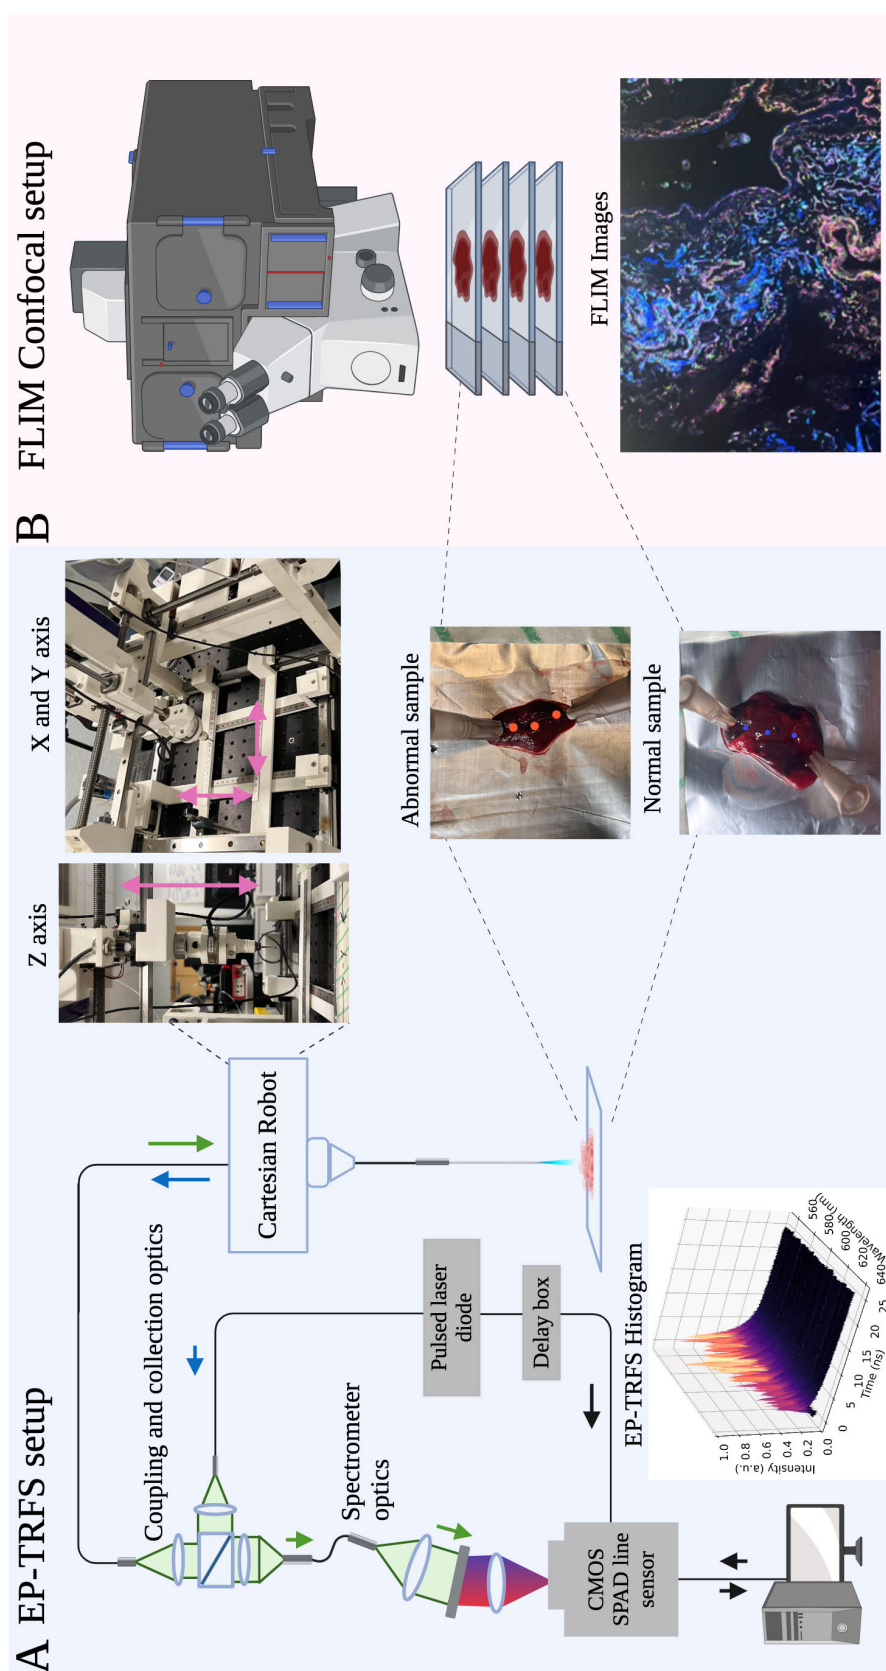 A EP-TRFS setup
Coupling and collection optics
Spectrometer
optics
CMOS
SPAD line
sensor
Pulsed laser
diode
Delay box
Cartesian Robot
Z axis
X and Y axis
Abnormal sample
Normal sample
EP-TRFS Histogram
1.0
0.8
0.6
0.4
0.2
0.0
Intensity (a.u.)
0
5
10
15
20
25
Time (ns)
560
580
600
620
640
Wavelength (nm)
B FLIM Confocal setup
FLIM Images